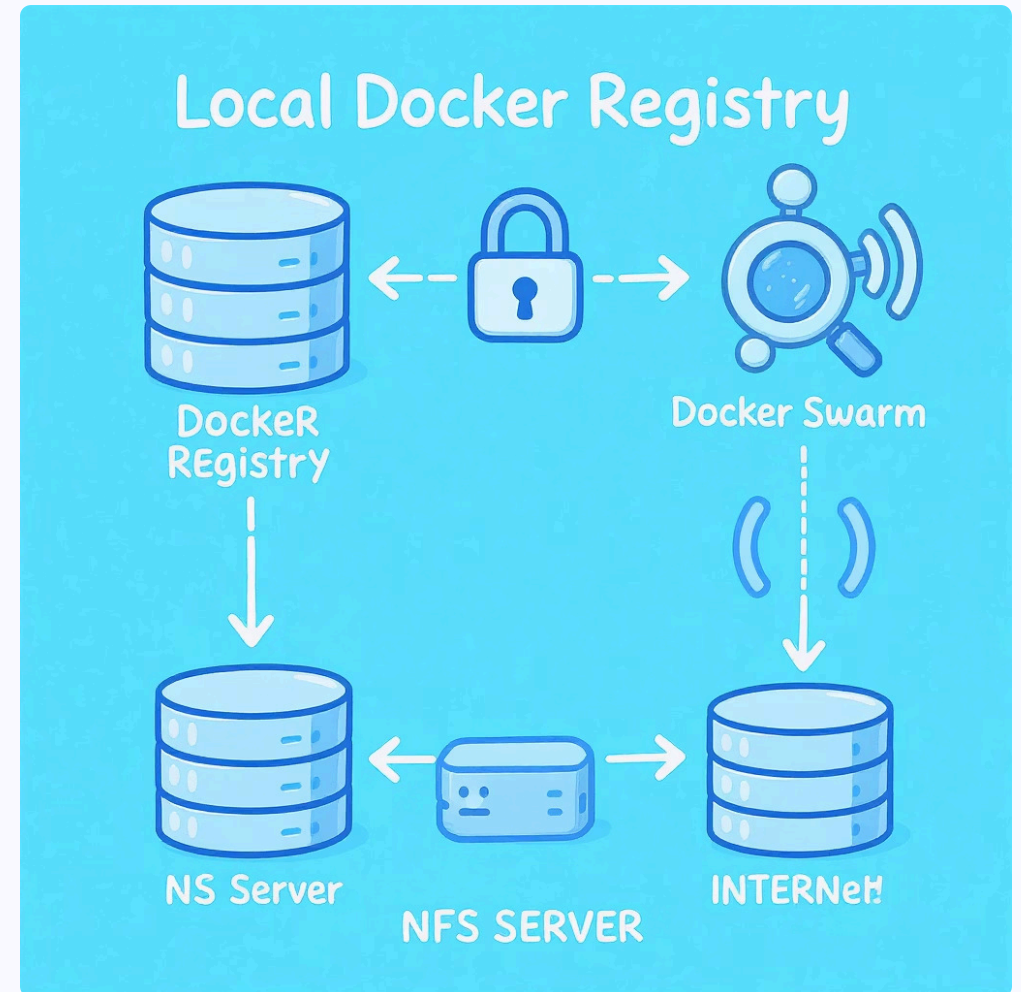 Local Docker Registry
DockeR
REgistry
Docker Swarm
NS Server
NFS SERVER